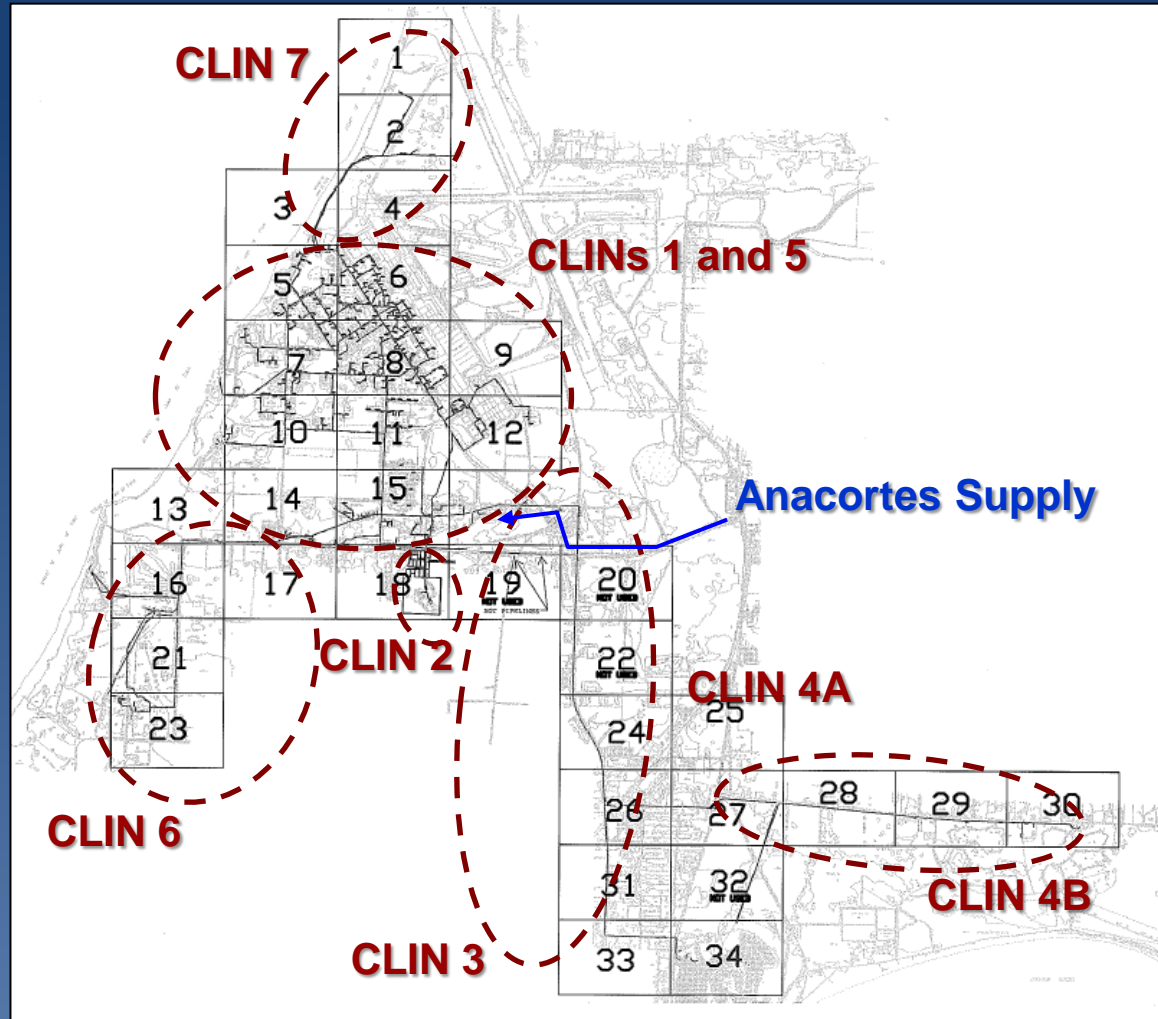 CLIN 7
1
2
3
4
CLINs 1 and 5
5
6
7
8
9
10
11
12
Anacortes Supply
13
14
15
16
17
18
19
NOT USED
NOT PIPELINES
20
NOT USED
CLIN 2
21
22
NOT USED
CLIN 4A
23
24
25
CLIN 6
26
27
28
29
30
CLIN 4B
31
32
NOT USED
CLIN 3
33
34